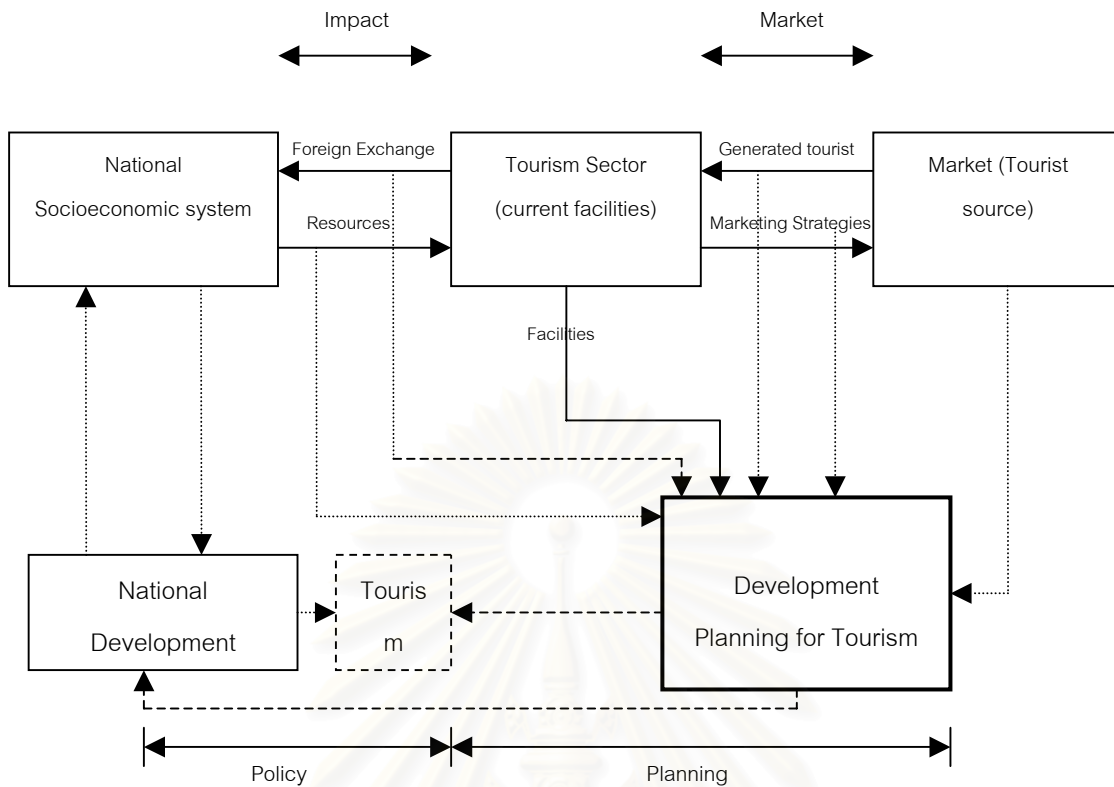 Impact
Market
National
Socioeconomic system
Foreign Exchange
Resources
Tourism Sector
(current facilities)
Generated tourist
Marketing Strategies
Market (Tourist
source)
Facilities
National
Development
Touris
m
Development
Planning for Tourism
Policy
Planning